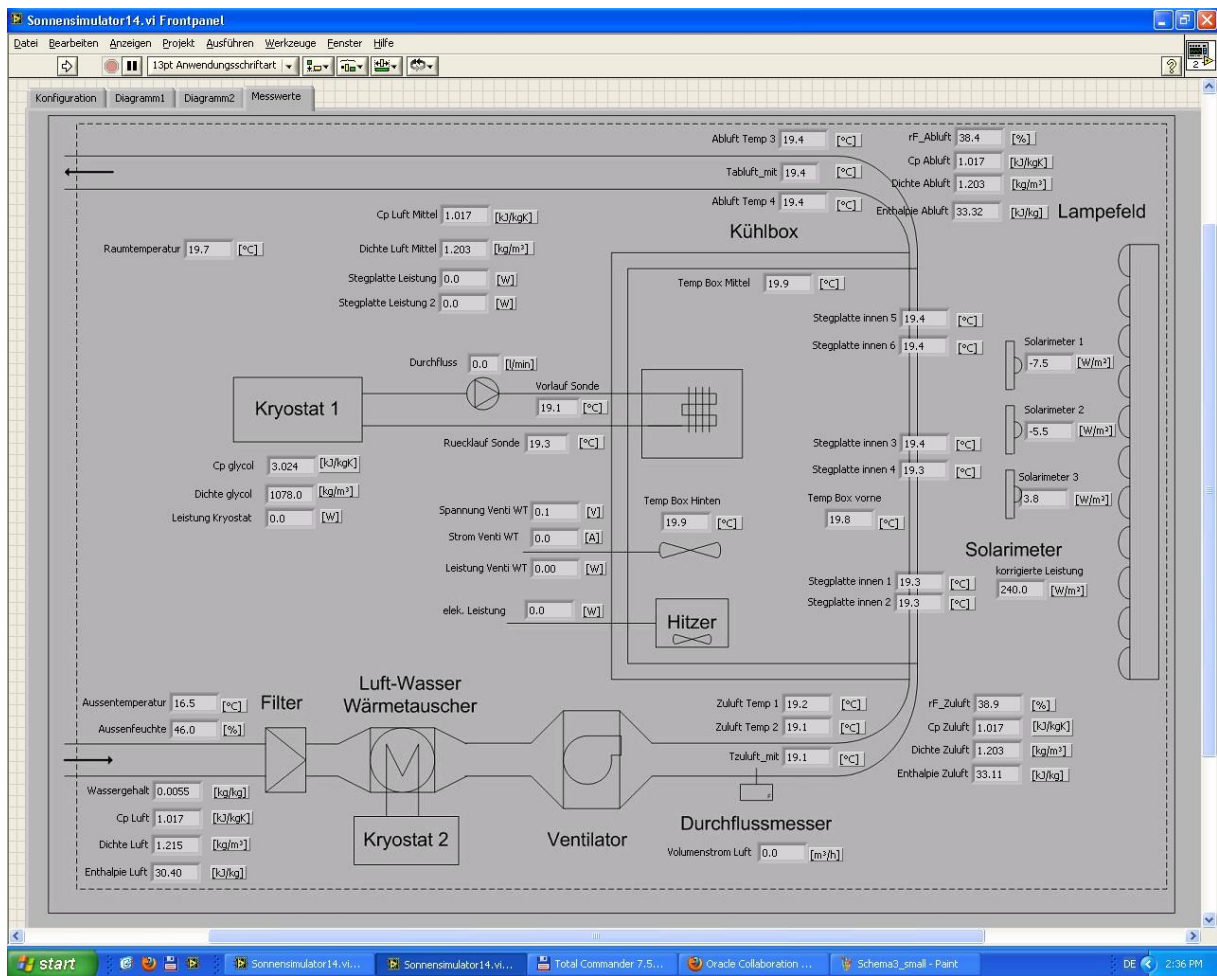 Sonnensimulator14.vi Frontpanel
Datei Bearbeiten Anzeigen Projekt Ausführen Werkzeuge Fenster Hilfe
13pt Anwendungsschriftart
2
Konfiguration Diagramm1 Diagramm2 Messwerte
Abluft Temp 3 19.4 [°C] rF_Abluft 38.4 [%]
Cp Abluft 1.017 [kJ/kgK]
Tabluft_mit 19.4 [°C] Dichte Abluft 1.203 [kg/m³]
Abluft Temp 4 19.4 [°C] Enthalpie Abluft 33.32 [kJ/kg] Lampefeld
Cp Luft Mittel 1.017 [kJ/kgK] Kühlbox
Raumtemperatur 19.7 [°C] Dichte Luft Mittel 1.203 [kg/m³]
Stegplatte Leistung 0.0 [W] Temp Box Mittel 19.9 [°C]
Stegplatte Leistung 2 0.0 [W]
Stegplatte innen 5 19.4 [°C]
Stegplatte innen 6 19.4 [°C] Solarimeter 1
Durchfluss 0.0 [l/min] -7.5 [W/m²]
Vorlauf Sonde
Kryostat 1 19.1 [°C] Solarimeter 2
-5.5 [W/m²]
Ruecklauf Sonde 19.3 [°C] Stegplatte innen 3 19.4 [°C]
Cp glycol 3.024 [kJ/kgK] Stegplatte innen 4 19.3 [°C] Solarimeter 3
Dichte glycol 1078.0 [kg/m³] Temp Box Hinten Temp Box vorne 3.8 [W/m²]
Leistung Kryostat 0.0 [W] Spannung Venti WT 0.1 [V] 19.9 [°C] 19.8 [°C]
Strom Venti WT 0.0 [A] Solarimeter
Leistung Venti WT 0.00 [W] korrigierte Leistung
Stegplatte innen 1 19.3 [°C] 240.0 [W/m²]
elek. Leistung 0.0 [W] Stegplatte innen 2 19.3 [°C]
Hitzer
Luft-Wasser
Wärmetauscher
Aussentemperatur 16.5 [°C] Filter Zuluft Temp 1 19.2 [°C] rF_Zuluft 38.9 [%]
Aussenfeuchte 46.0 [%] Zuluft Temp 2 19.1 [°C] Cp Zuluft 1.017 [kJ/kgK]
Tzuluft_mit 19.1 [°C] Dichte Zuluft 1.203 [kg/m³]
Enthalpie Zuluft 33.11 [kJ/kg]
Wassergehalt 0.0055 [kg/kg]
Cp Luft 1.017 [kJ/kgK] Durchflussmesser
Dichte Luft 1.215 [kg/m³] Kryostat 2 Ventilator
Volumenstrom Luft 0.0 [m³/h]
Enthalpie Luft 30.40 [kJ/kg]
start Sonnensimulator14.vi... Sonnensimulator14.vi... Total Commander 7.5... Oracle Collaboration ... Schema3_small - Paint DE 2:36 PM